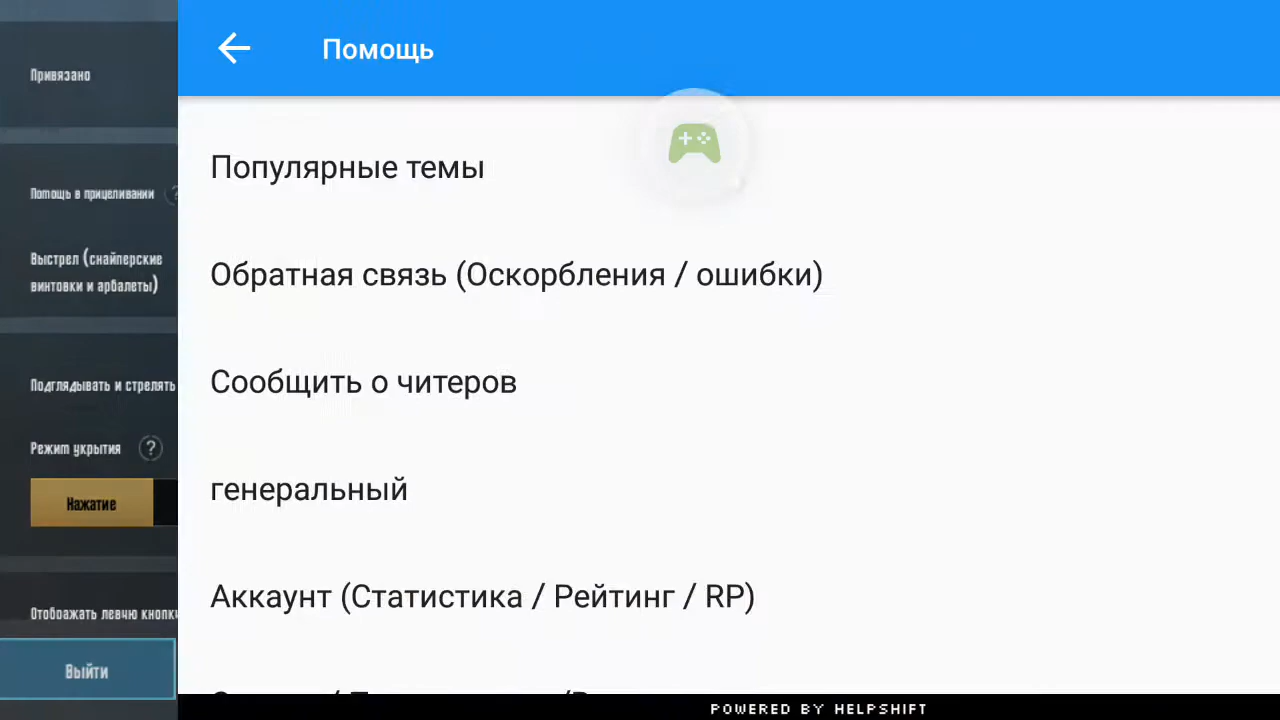 Привязано
Помощь в прицеливании ?
Выстрел (снайперские
винтовки и арбалеты)
Подглядывать и стрелять
Режим укрытия ?
Нажатие
Отображать левую кнопку
Выйти
Помощь
Популярные темы
Обратная связь (Оскорбления / ошибки)
Сообщить о читеров
генеральный
Аккаунт (Статистика / Рейтинг / RP)
POWERED BY HELPSHIFT